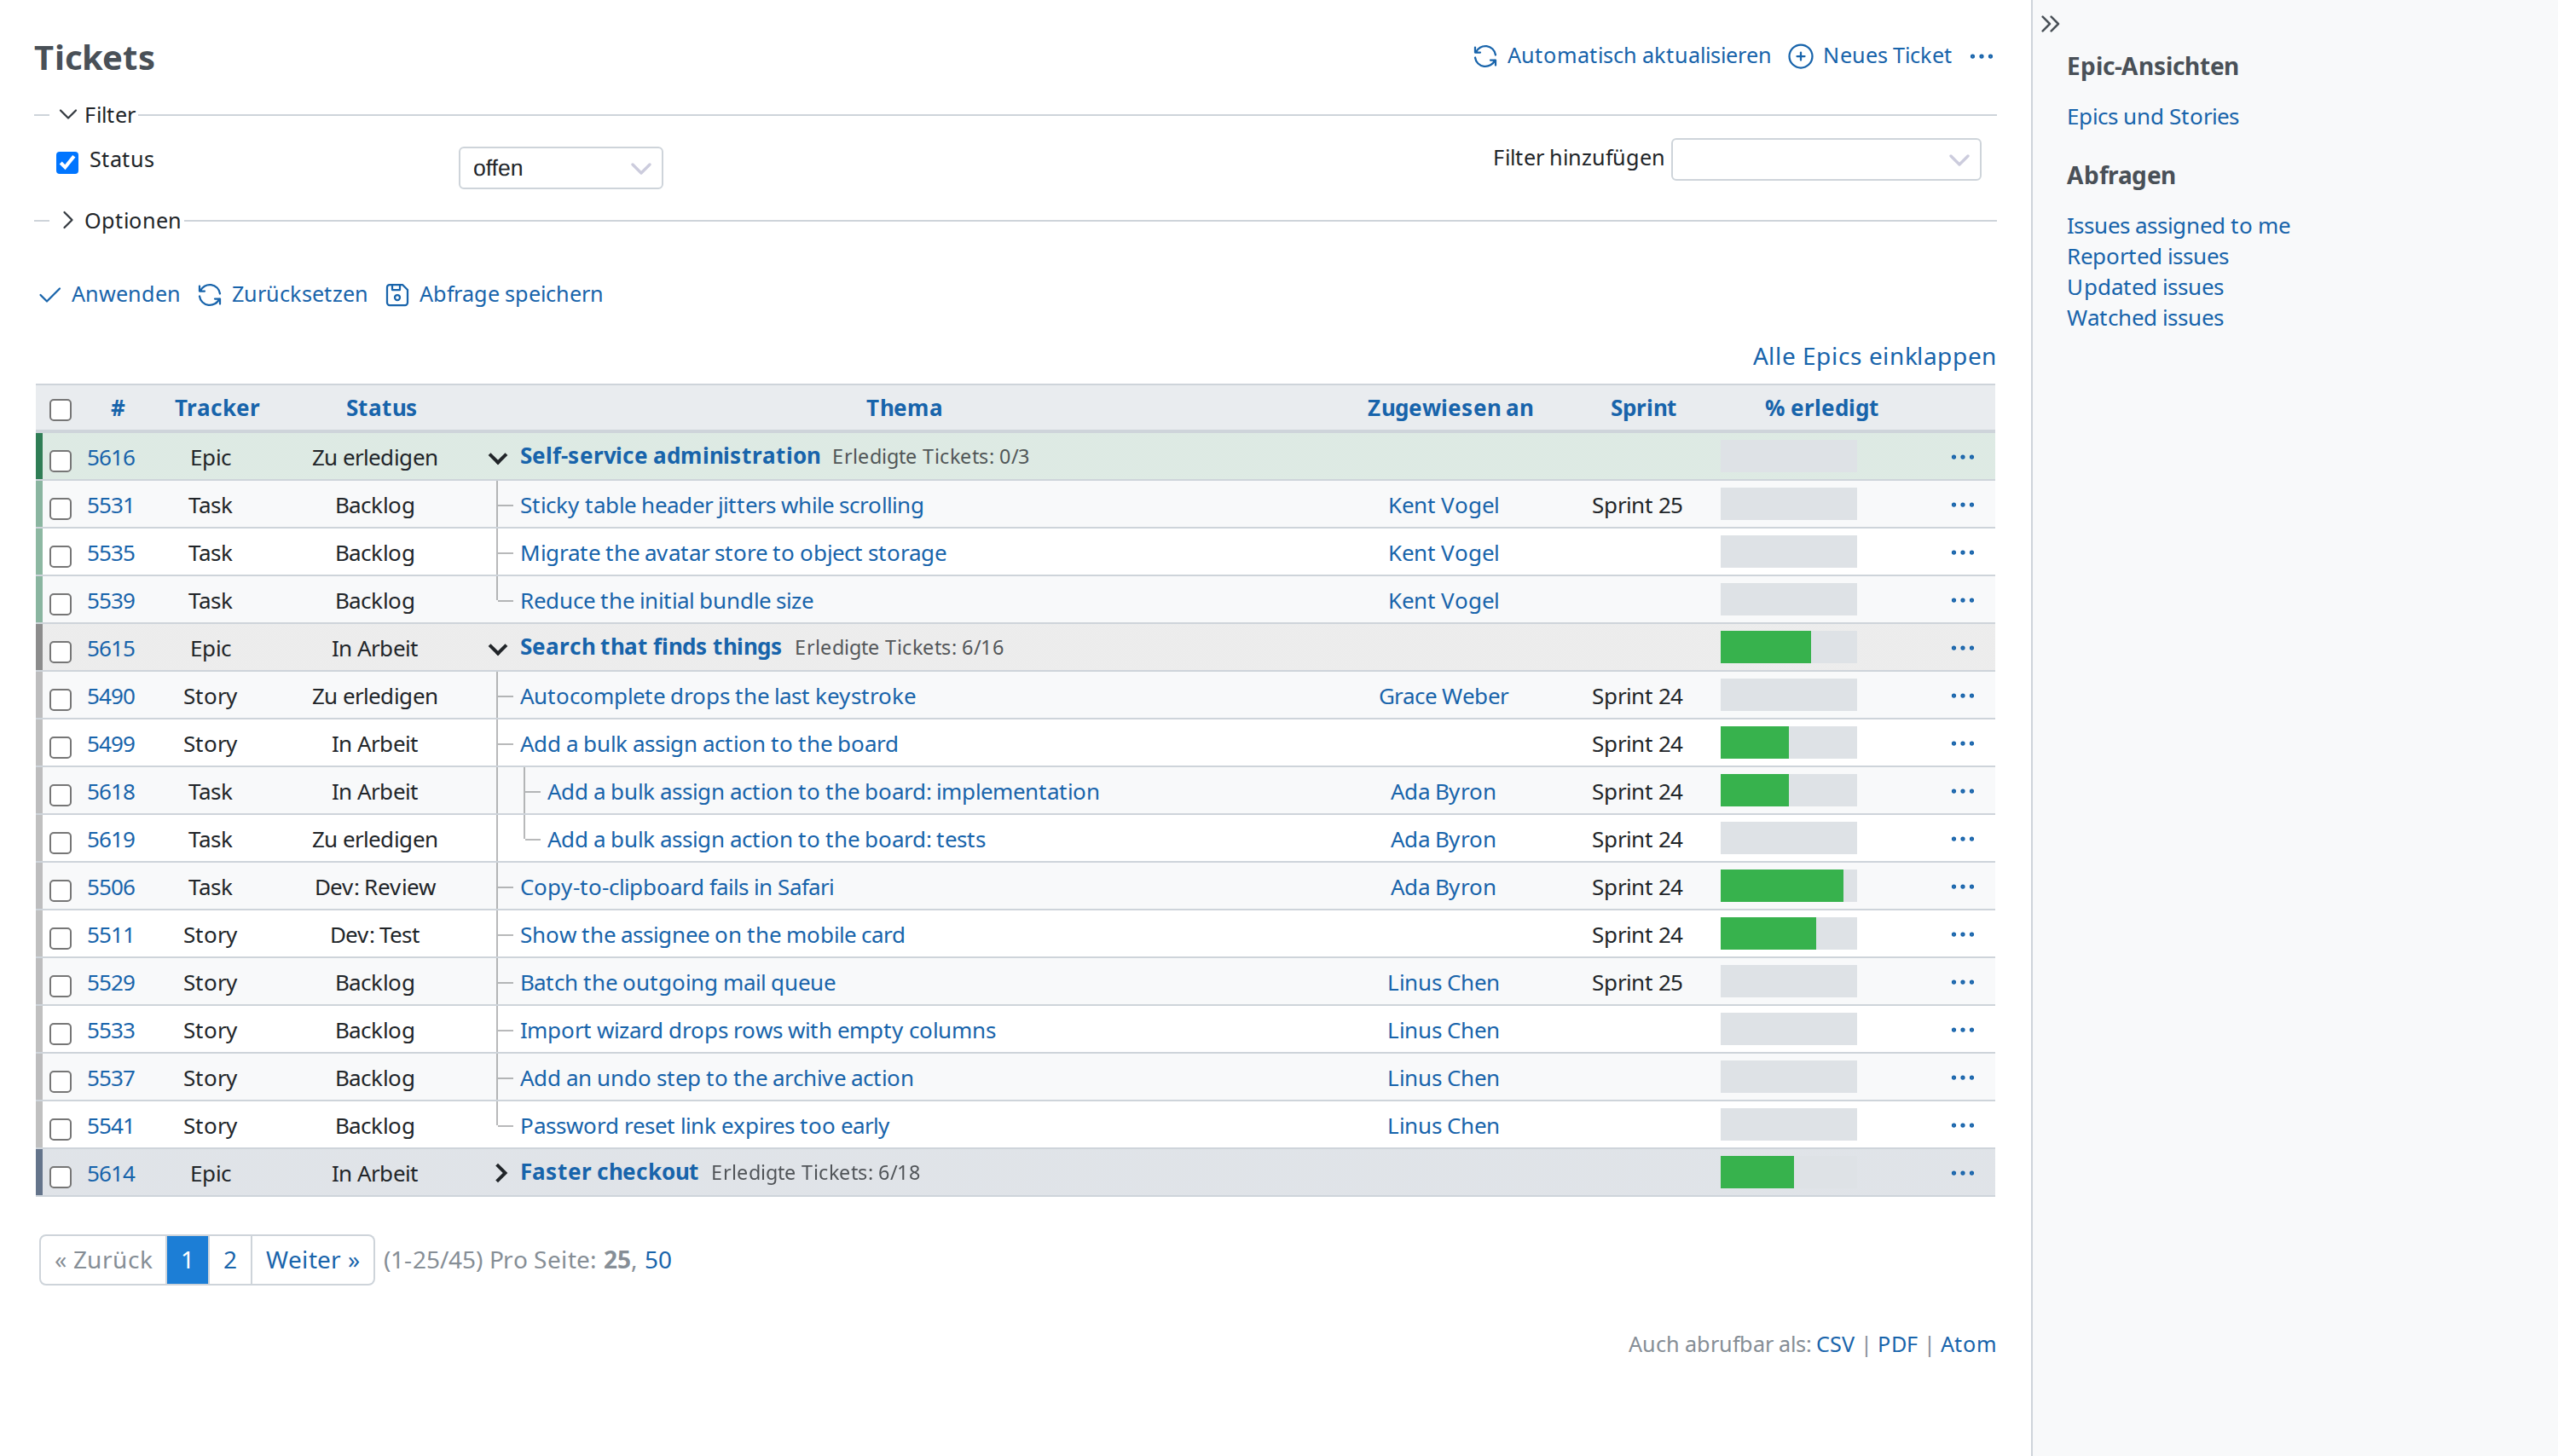 Tickets
Automatisch aktualisieren Neues Ticket
Filter
Status offen Filter hinzufügen
Optionen
Anwenden Zurücksetzen Abfrage speichern
Alle Epics einklappen
# Tracker Status Thema Zugewiesen an Sprint % erledigt
5616 Epic Zu erledigen Self-service administration Erledigte Tickets: 0/3
5531 Task Backlog Sticky table header jitters while scrolling Kent Vogel Sprint 25
5535 Task Backlog Migrate the avatar store to object storage Kent Vogel
5539 Task Backlog Reduce the initial bundle size Kent Vogel
5615 Epic In Arbeit Search that finds things Erledigte Tickets: 6/16
5490 Story Zu erledigen Autocomplete drops the last keystroke Grace Weber Sprint 24
5499 Story In Arbeit Add a bulk assign action to the board Sprint 24
5618 Task In Arbeit Add a bulk assign action to the board: implementation Ada Byron Sprint 24
5619 Task Zu erledigen Add a bulk assign action to the board: tests Ada Byron Sprint 24
5506 Task Dev: Review Copy-to-clipboard fails in Safari Ada Byron Sprint 24
5511 Story Dev: Test Show the assignee on the mobile card Sprint 24
5529 Story Backlog Batch the outgoing mail queue Linus Chen Sprint 25
5533 Story Backlog Import wizard drops rows with empty columns Linus Chen
5537 Story Backlog Add an undo step to the archive action Linus Chen
5541 Story Backlog Password reset link expires too early Linus Chen
5614 Epic In Arbeit Faster checkout Erledigte Tickets: 6/18
« Zurück 1 2 Weiter » (1-25/45) Pro Seite: 25, 50
Auch abrufbar als: CSV | PDF | Atom
Epic-Ansichten
Epics und Stories
Abfragen
Issues assigned to me
Reported issues
Updated issues
Watched issues